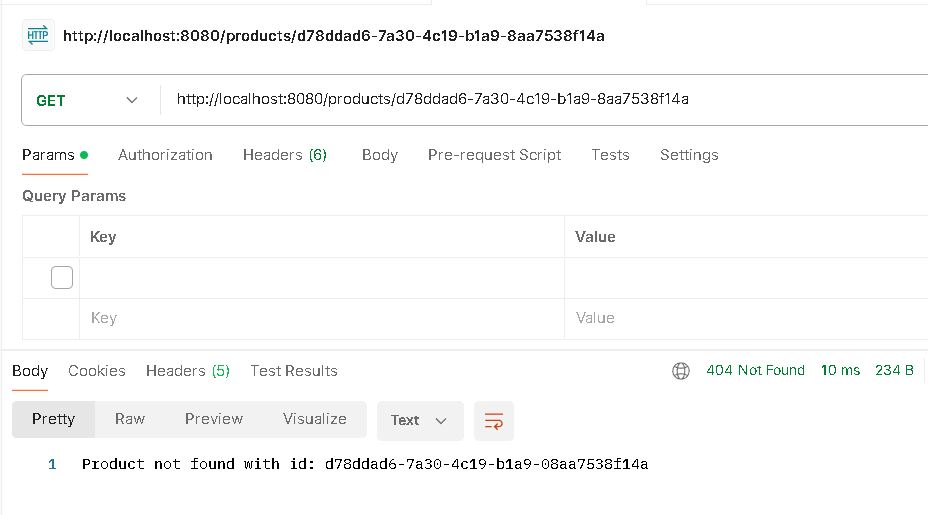 HTTP http://localhost:8080/products/d78ddad6-7a30-4c19-b1a9-8aa7538f14a
GET http://localhost:8080/products/d78ddad6-7a30-4c19-b1a9-8aa7538f14a
Params Authorization Headers (6) Body Pre-request Script Tests Settings
Query Params
Key Value
Key Value
Body Cookies Headers (5) Test Results 404 Not Found 10 ms 234 B
Pretty Raw Preview Visualize Text
1 Product not found with id: d78ddad6-7a30-4c19-b1a9-08aa7538f14a